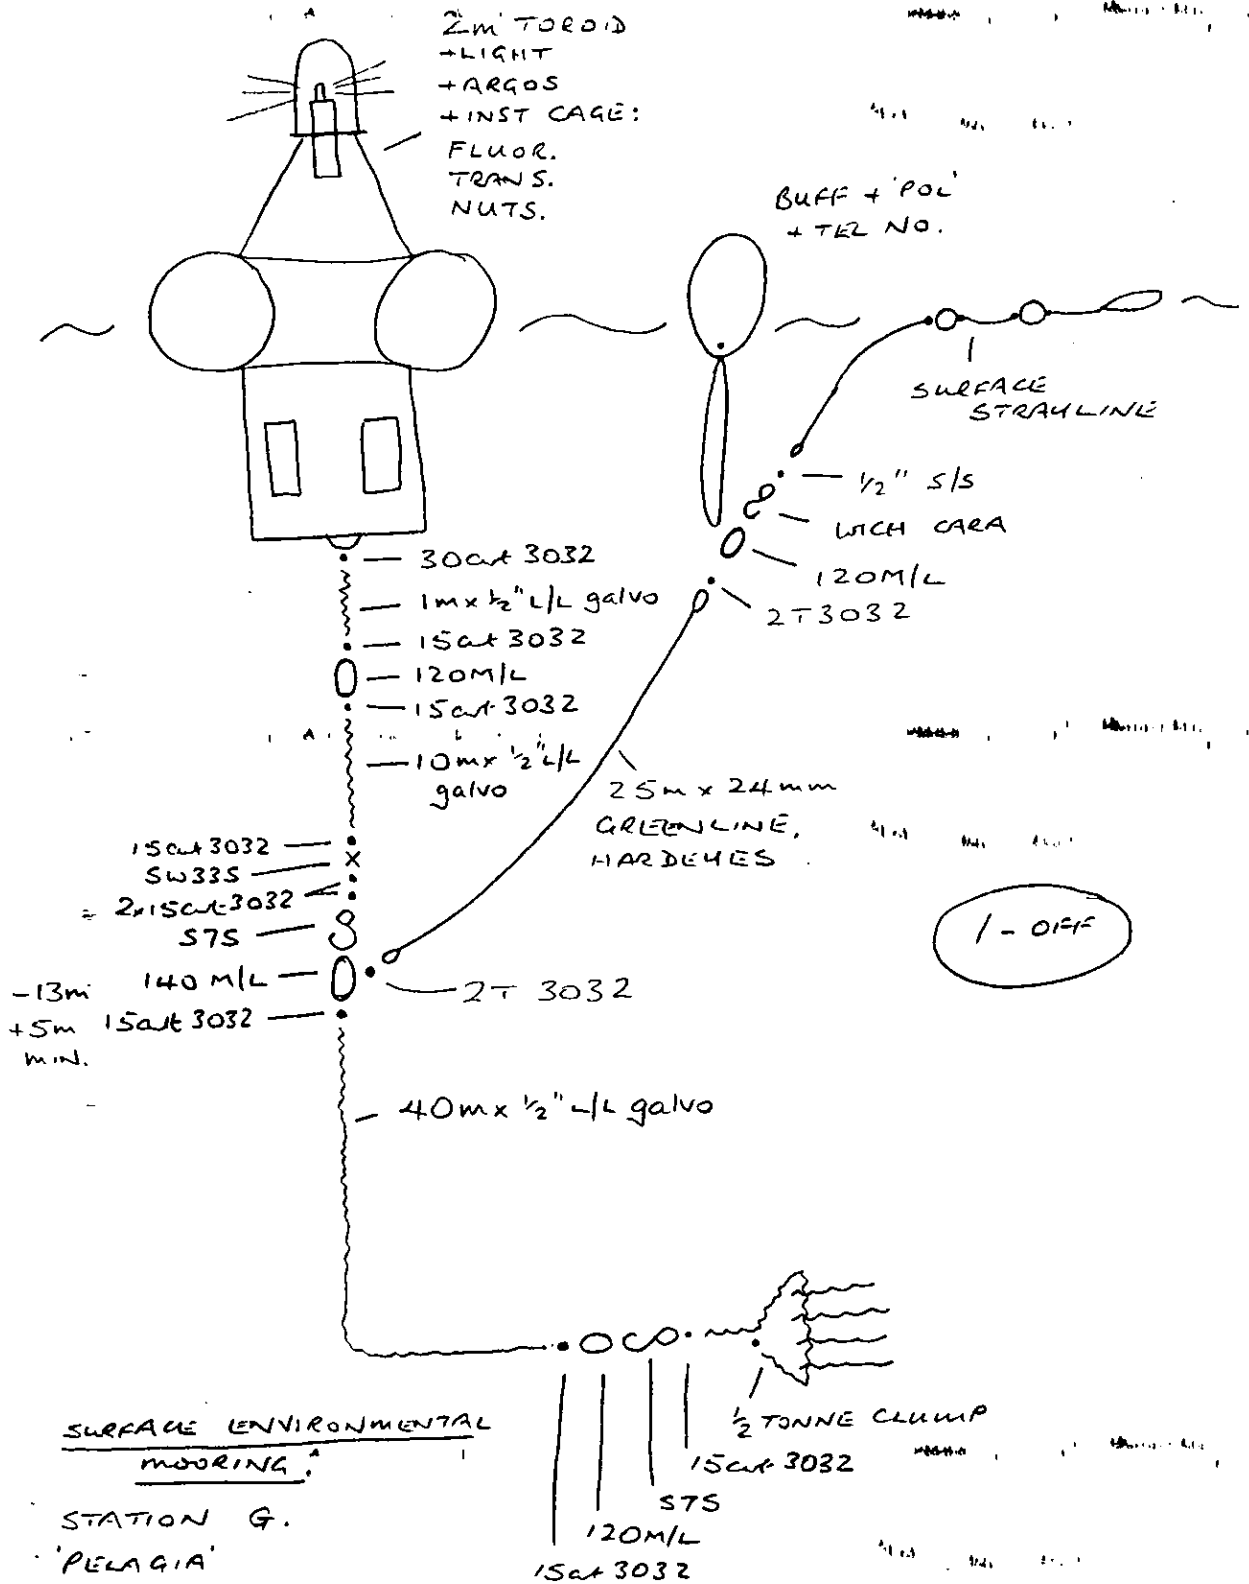 2m TOROID
+LIGHT
+ARGOS
+INST CAGE:
FLUOR.
TRANS.
NUTS.
BUFF + 'POL'
+ TEL NO.
SURFACE
STRAYLINE
1/2" S/S
WICH CARA
120M/L
2T3032
30cwt 3032
1m x 1/2" L/L galvo
15cwt 3032
120M/L
15cwt 3032
10m x 1/2" L/L
galvo
25m x 24mm
GREENLINE,
HARDEYES
15cwt 3032
SW33S
2x15cwt 3032
S7S
140 M/L
-13m
+5m
MIN.
15cwt 3032
2T 3032
1-OFF
40m x 1/2" L/L galvo
1/2 TONNE CLUMP
15cwt 3032
S7S
120M/L
15cwt 3032
SURFACE ENVIRONMENTAL
MOORING.
STATION G.
'PELAGIA'